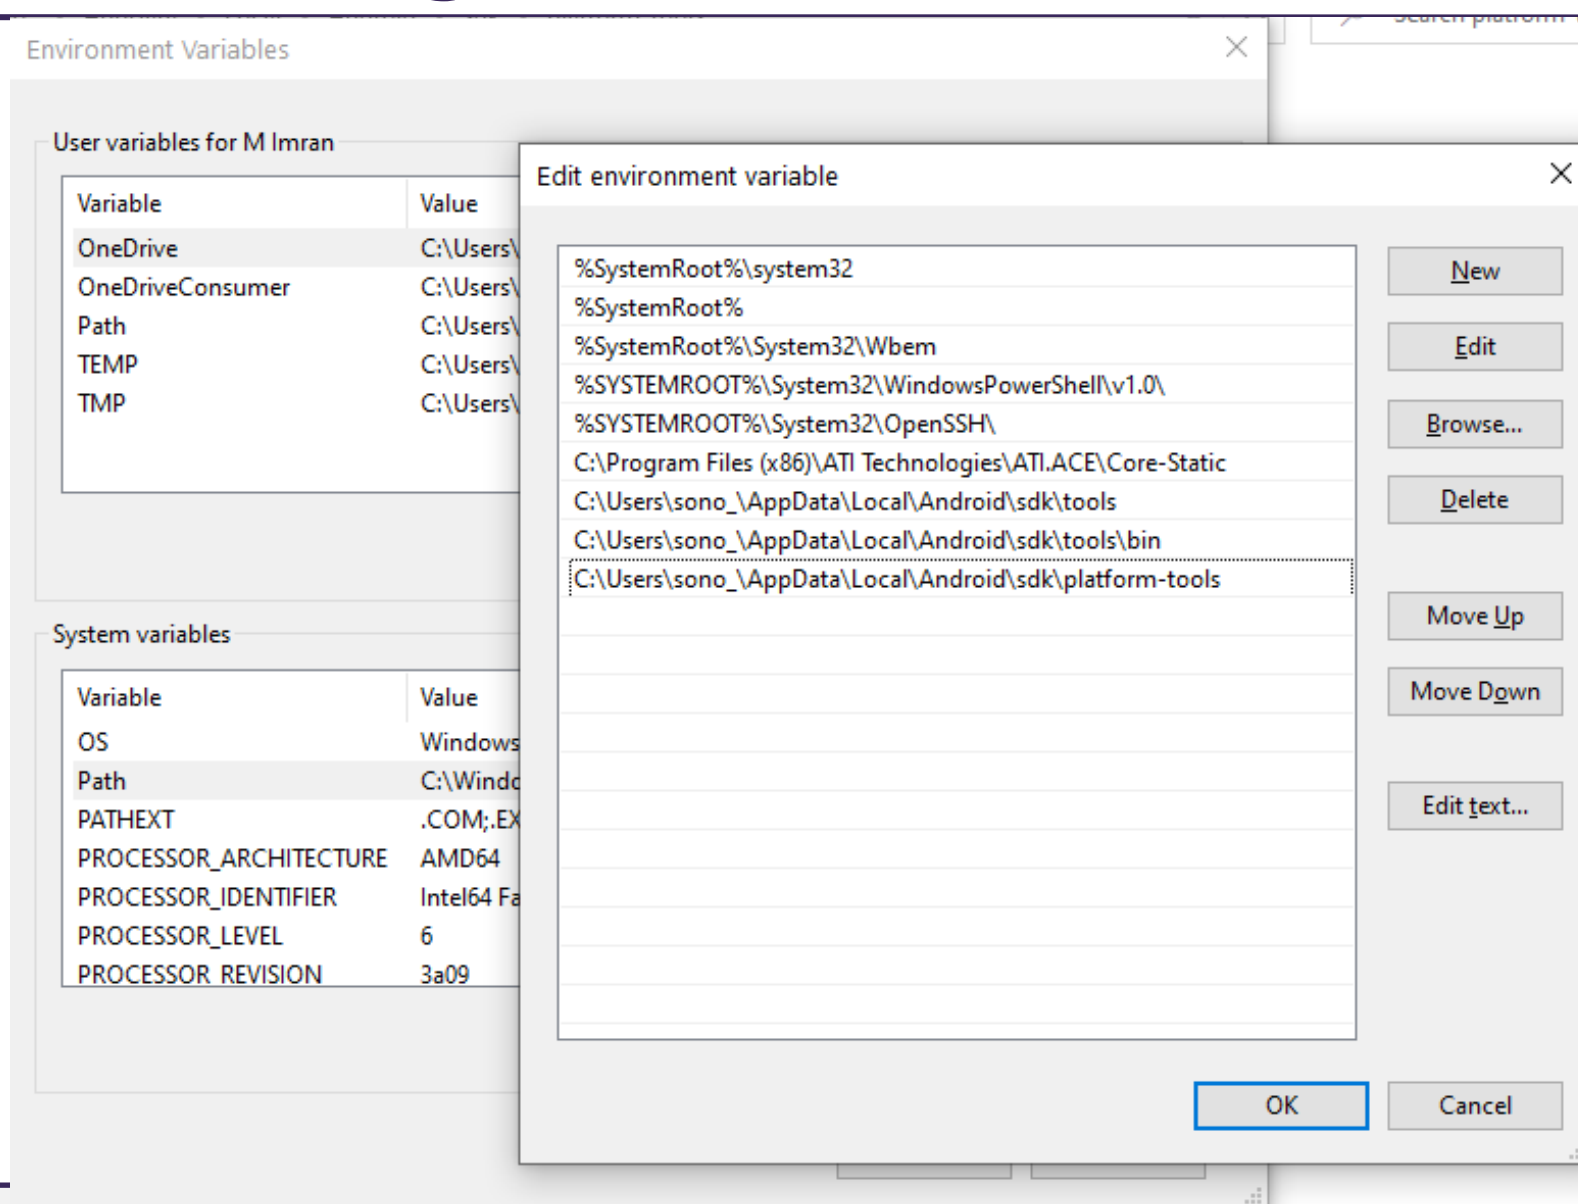 Environment Variables
User variables for M Imran
Variable Value
OneDrive C:\Users\
OneDriveConsumer C:\Users\
Path C:\Users\
TEMP C:\Users\
TMP C:\Users\
System variables
Variable Value
OS Windows
Path C:\Windo
PATHEXT .COM;.EX
PROCESSOR_ARCHITECTURE AMD64
PROCESSOR_IDENTIFIER Intel64 Fa
PROCESSOR_LEVEL 6
PROCESSOR_REVISION 3a09
Edit environment variable
%SystemRoot%\system32
%SystemRoot%
%SystemRoot%\System32\Wbem
%SYSTEMROOT%\System32\WindowsPowerShell\v1.0\
%SYSTEMROOT%\System32\OpenSSH\
C:\Program Files (x86)\ATI Technologies\ATI.ACE\Core-Static
C:\Users\sono_\AppData\Local\Android\sdk\tools
C:\Users\sono_\AppData\Local\Android\sdk\tools\bin
C:\Users\sono_\AppData\Local\Android\sdk\platform-tools
New
Edit
Browse...
Delete
Move Up
Move Down
Edit text...
OK Cancel